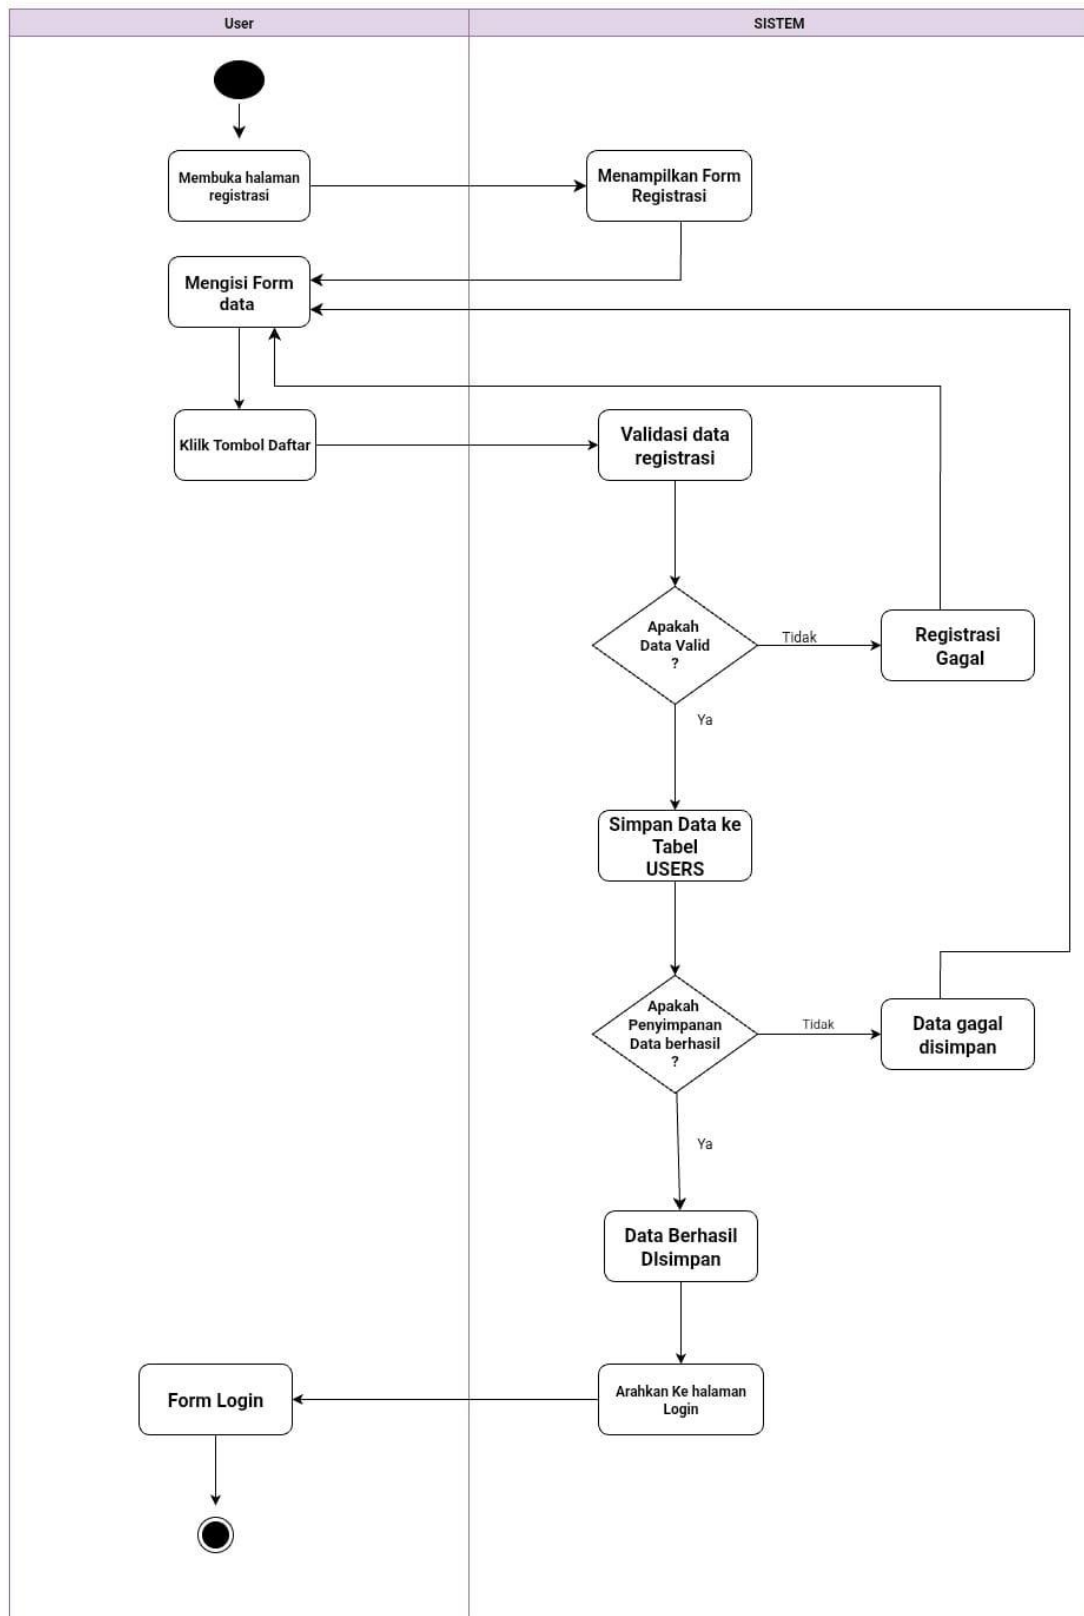 User
SISTEM
Membuka halaman
registrasi
Menampilkan Form
Registrasi
Mengisi Form
data
Klilk Tombol Daftar
Validasi data
registrasi
Apakah
Data Valid
?
Tidak
Registrasi
Gagal
Ya
Simpan Data ke
Tabel
USERS
Apakah
Penyimpanan
Data berhasil
?
Tidak
Data gagal
disimpan
Ya
Data Berhasil
DIsimpan
Arahkan Ke halaman
Login
Form Login